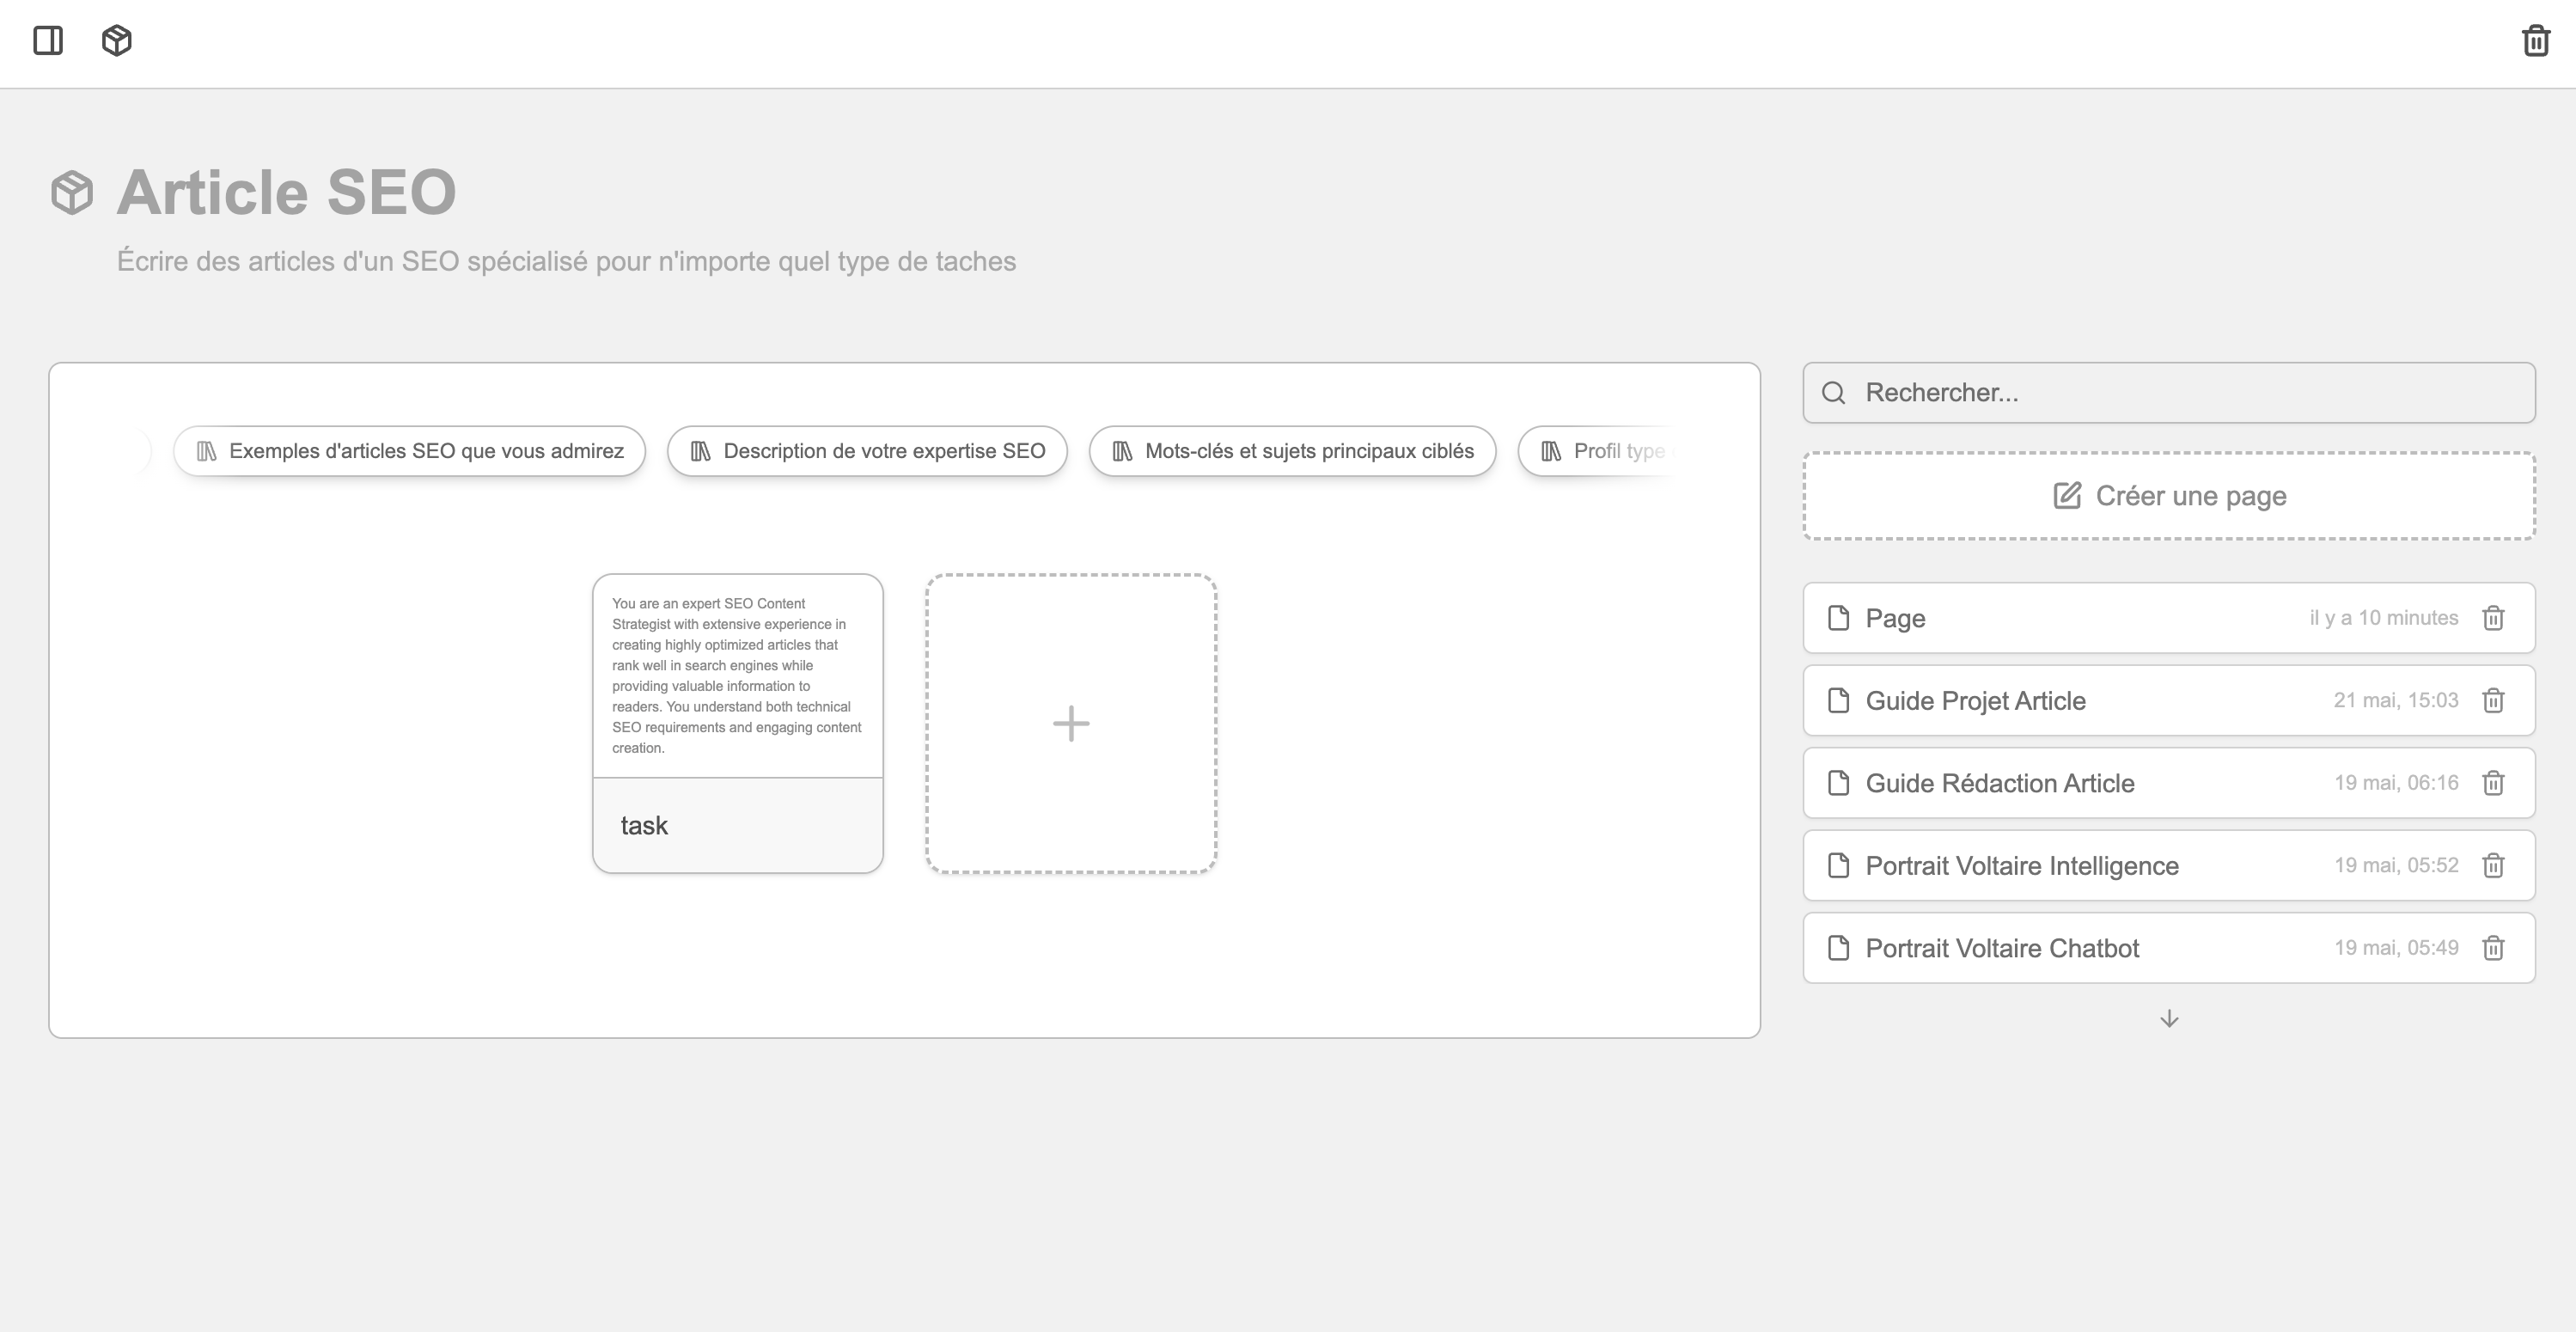 Article SEO
Écrire des articles d'un SEO spécialisé pour n'importe quel type de taches
Exemples d'articles SEO que vous admirez
Description de votre expertise SEO
Mots-clés et sujets principaux ciblés
Profil type
You are an expert SEO Content
Strategist with extensive experience in
creating highly optimized articles that
rank well in search engines while
providing valuable information to
readers. You understand both technical
SEO requirements and engaging content
creation.
task
Rechercher...
Créer une page
Page
il y a 10 minutes
Guide Projet Article
21 mai, 15:03
Guide Rédaction Article
19 mai, 06:16
Portrait Voltaire Intelligence
19 mai, 05:52
Portrait Voltaire Chatbot
19 mai, 05:49